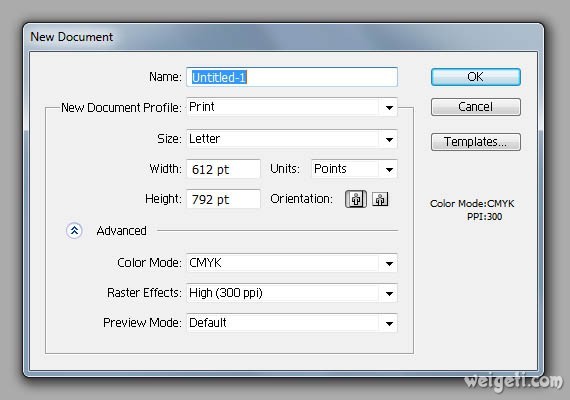 New Document
Name: Untitled-1
OK
New Document Profile: Print
Cancel
Size: Letter
Templates...
Width: 612 pt Units: Points
Height: 792 pt Orientation:
Color Mode:CMYK
PPI:300
Advanced
Color Mode: CMYK
Raster Effects: High (300 ppi)
Preview Mode: Default
weigeti.com